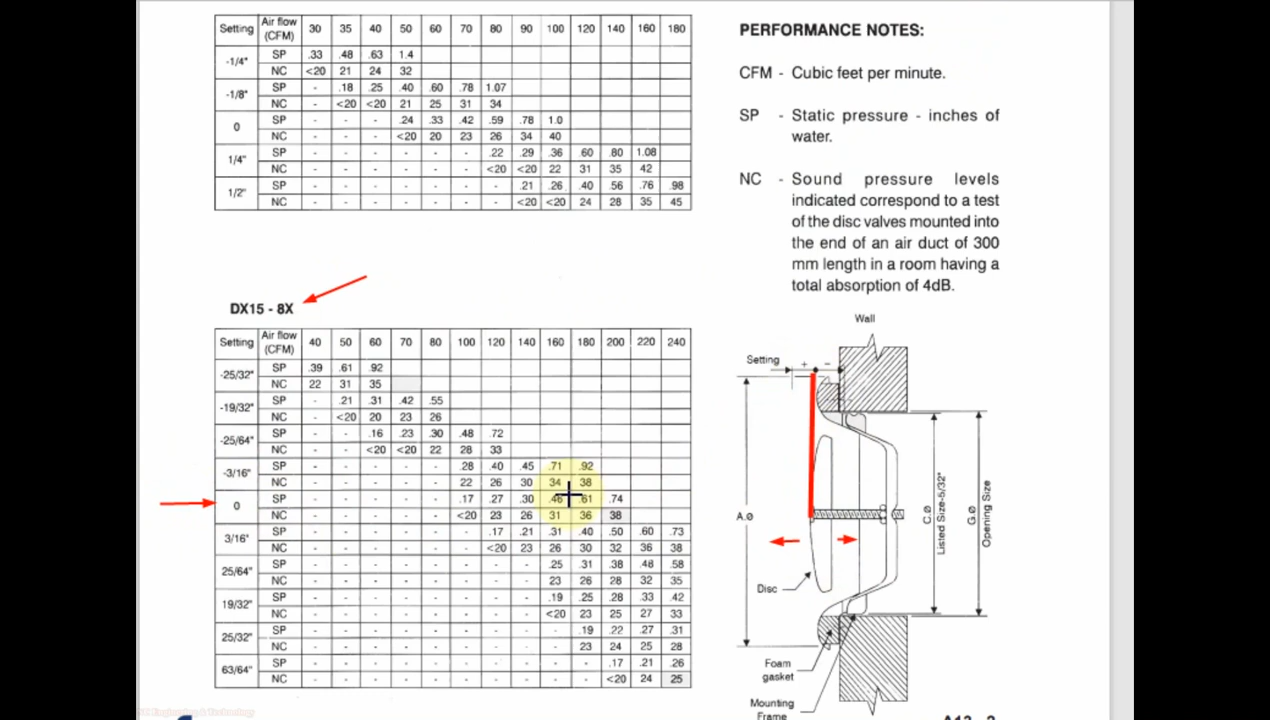 Setting Air flow (CFM) 30 35 40 50 60 70 80 90 100 120 140 160 180
-1/4" SP .33 .48 .63 1.4
NC <20 21 24 32
-1/8" SP - .18 .25 .40 .60 .78 1.07
NC - <20 <20 21 25 31 34
0 SP - - - .24 .33 .42 .59 .78 1.0
NC - - - <20 20 23 26 34 40
1/4" SP - - - - - - .22 .29 .36 .60 .80 1.08
NC - - - - - - <20 <20 22 31 35 42
1/2" SP - - - - - - - .21 .26 .40 .56 .76 .98
NC - - - - - - - <20 <20 24 28 35 45
DX15 - 8X
Setting Air flow (CFM) 40 50 60 70 80 100 120 140 160 180 200 220 240
-25/32" SP .39 .61 .92
NC 22 31 35
-19/32" SP - .21 .31 .42 .55
NC - <20 20 23 26
-25/64" SP - - .16 .23 .30 .48 .72
NC - - <20 <20 22 28 33
-3/16" SP - - - - - .28 .40 .45 .71 .92
NC - - - - - 22 26 30 34 38
0 SP - - - - - .17 .27 .30 .46 .61 .74
NC - - - - - <20 23 26 31 36 38
3/16" SP - - - - - - .17 .21 .31 .40 .50 .60 .73
NC - - - - - - <20 23 26 30 32 36 38
25/64" SP - - - - - - - - .25 .31 .38 .48 .58
NC - - - - - - - - 23 26 28 32 35
19/32" SP - - - - - - - - .19 .25 .28 .33 .42
NC - - - - - - - - <20 23 25 27 33
25/32" SP - - - - - - - - - .19 .22 .27 .31
NC - - - - - - - - - 23 24 25 28
63/64" SP - - - - - - - - - - .17 .21 .26
NC - - - - - - - - - - <20 24 25
PERFORMANCE NOTES:
CFM - Cubic feet per minute.
SP - Static pressure - inches of
water.
NC - Sound pressure levels
indicated correspond to a test
of the disc valves mounted into
the end of an air duct of 300
mm length in a room having a
total absorption of 4dB.
Wall
Setting + -
A.Ø
C.Ø
Listed Size-5/32"
G.Ø
Opening Size
Disc
Foam
gasket
Mounting
Frame
Engineering & Technology